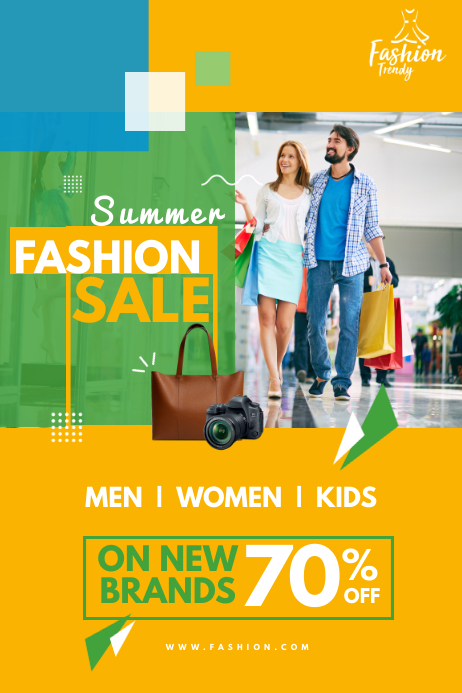 Fashion
Trendy
Summer
FASHION
SALE
MEN | WOMEN | KIDS
ON NEW
BRANDS
70%
OFF
WWW.FASHION.COM